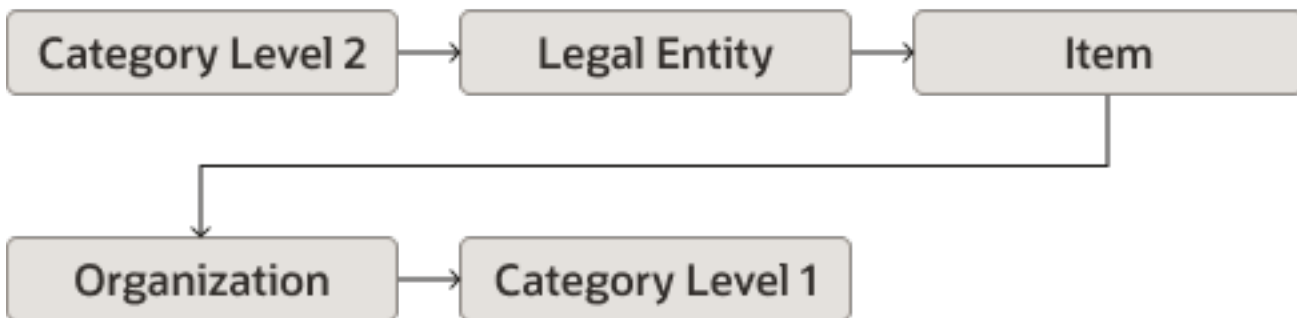 Category Level 2
Legal Entity
Item
Organization
Category Level 1